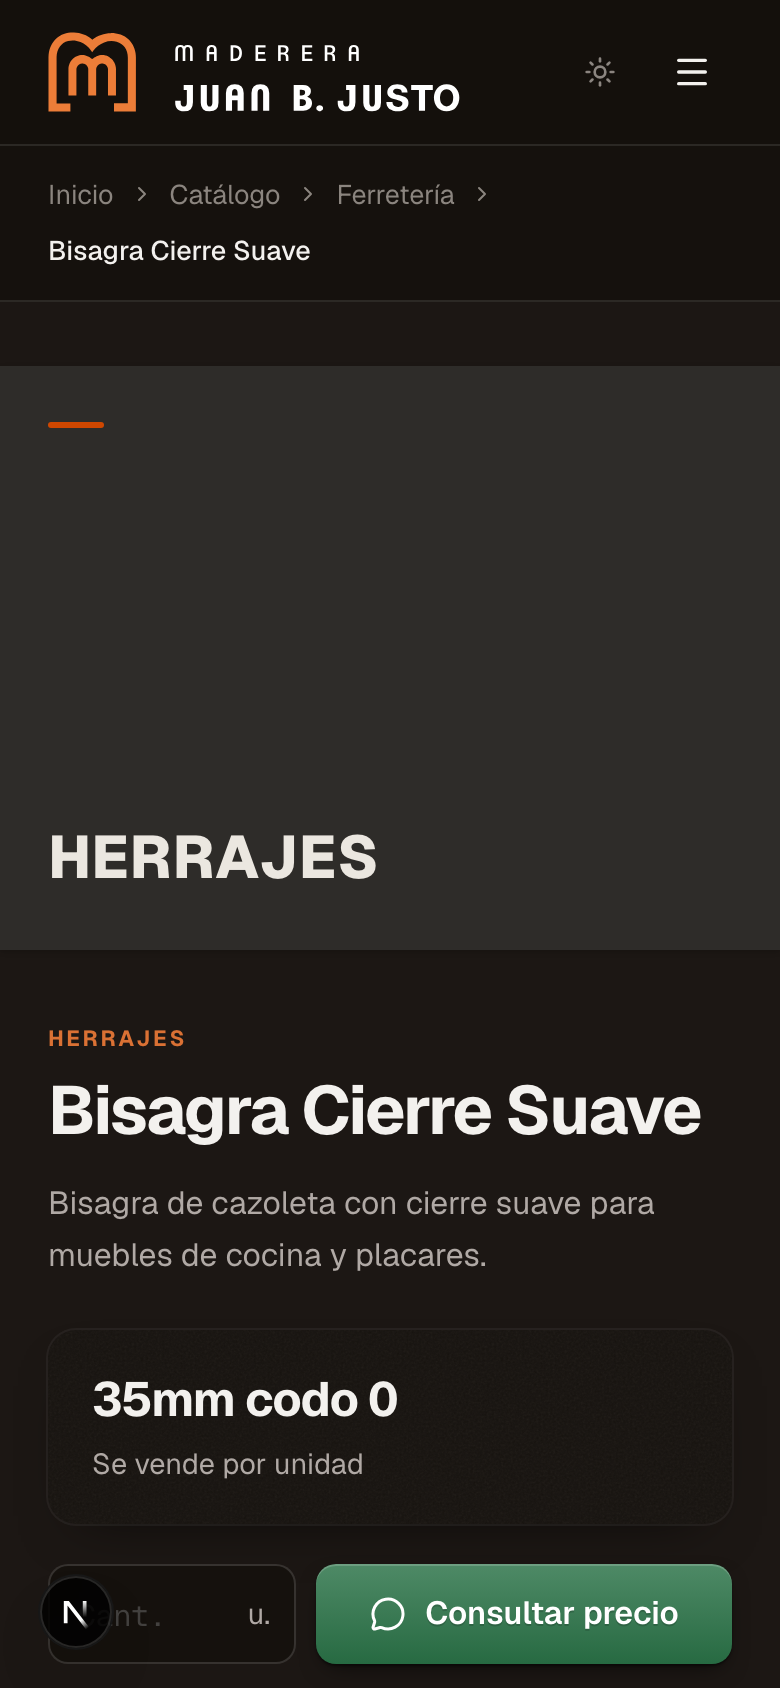 MADERERA
JUAN B. JUSTO
Inicio > Catálogo > Ferretería >
Bisagra Cierre Suave
HERRAJES
HERRAJES
Bisagra Cierre Suave
Bisagra de cazoleta con cierre suave para
muebles de cocina y placares.
35mm codo 0
Se vende por unidad
N
u.
Consultar precio